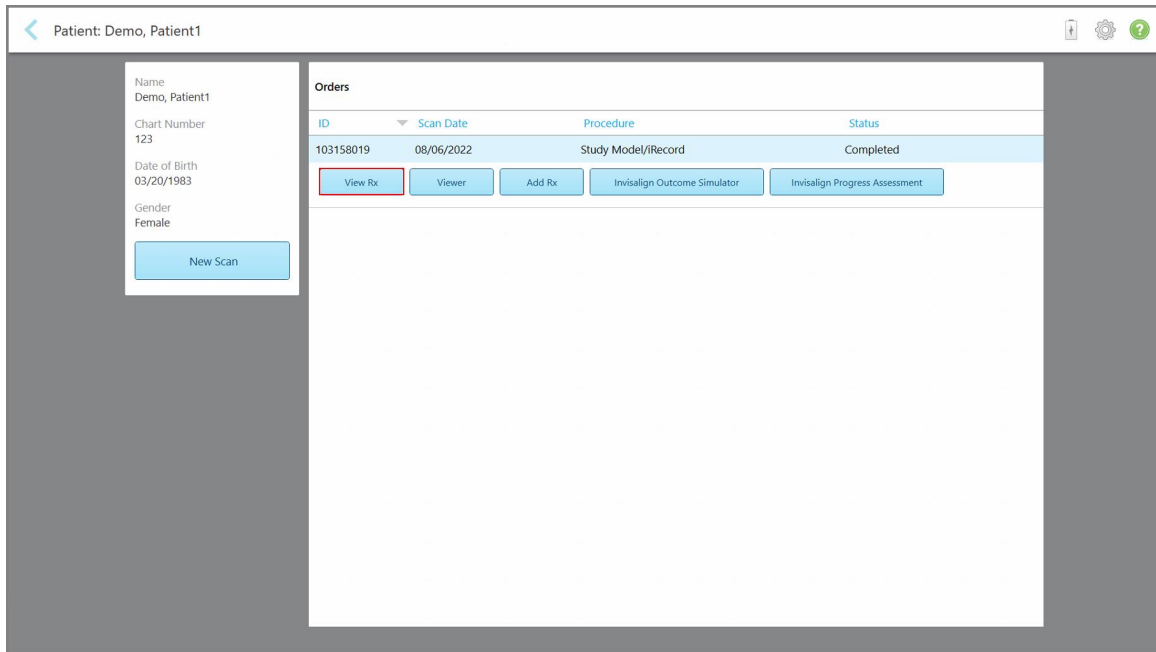 Patient: Demo, Patient1
Name
Demo, Patient1
Chart Number
123
Date of Birth
03/20/1983
Gender
Female
New Scan
Orders
ID Scan Date Procedure Status
103158019 08/06/2022 Study Model/iRecord Completed
View Rx Viewer Add Rx Invisalign Outcome Simulator Invisalign Progress Assessment
?